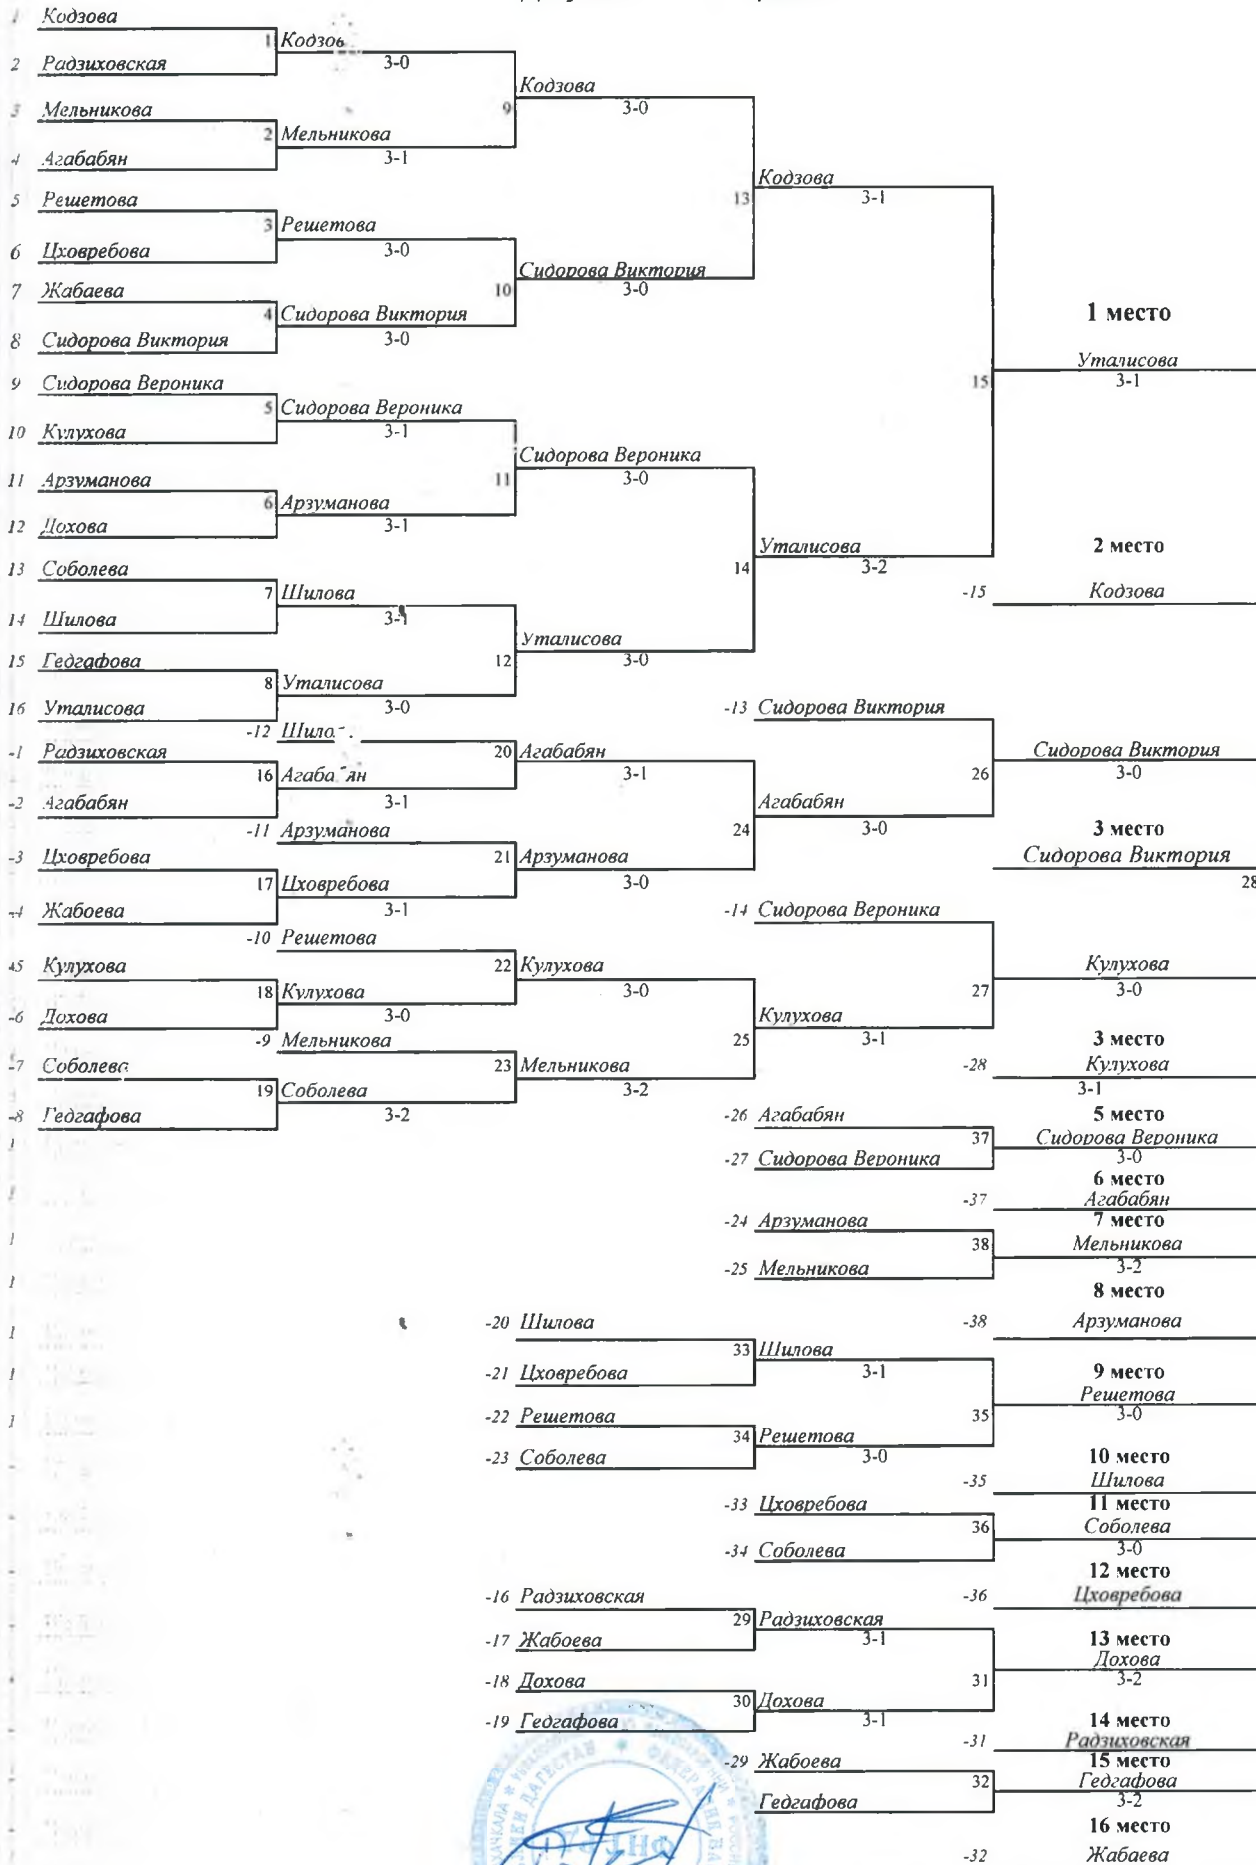 1 Кодзова
1 Кодзов
3-0
2 Радзиховская
Кодзова
3-0
9
3 Мельникова
2 Мельникова
3-1
4 Агабабян
Кодзова
3-1
13
5 Решетова
3 Решетова
3-0
6 Цховребова
Сидорова Виктория
3-0
10
7 Жабаева
4 Сидорова Виктория
3-0
8 Сидорова Виктория
1 место
Уталисова
3-1
15
9 Сидорова Вероника
5 Сидорова Вероника
3-1
10 Кулухова
Сидорова Вероника
3-0
11
11 Арзуманова
6 Арзуманова
3-1
12 Дохова
Уталисова
3-2
14
2 место
-15 Кодзова
13 Соболева
7 Шилова
3-1
14 Шилова
Уталисова
3-0
12
15 Гедгафова
8 Уталисова
3-0
16 Уталисова
-13 Сидорова Виктория
-12 Шило
-1 Радзиховская
20 Агабабян
3-1
Сидорова Виктория
3-0
26
16 Агаба ян
3-1
-2 Агабабян
Агабабян
3-0
24
-11 Арзуманова
3 место
Сидорова Виктория
28
-3 Цховребова
21 Арзуманова
3-0
17 Цховребова
3-1
-4 Жабоева
-14 Сидорова Вероника
-10 Решетова
45 Кулухова
22 Кулухова
3-0
Кулухова
3-0
27
18 Кулухова
3-0
-6 Дохова
Кулухова
3-1
25
-9 Мельникова
3 место
-28 Кулухова
3-1
-7 Соболева
23 Мельникова
3-2
19 Соболева
3-2
-8 Гедгафова
-26 Агабабян
5 место
37 Сидорова Вероника
3-0
-27 Сидорова Вероника
6 место
-37 Агабабян
-24 Арзуманова
7 место
38 Мельникова
3-2
-25 Мельникова
8 место
-38 Арзуманова
-20 Шилова
33 Шилова
3-1
-21 Цховребова
9 место
Решетова
3-0
35
-22 Решетова
34 Решетова
3-0
-23 Соболева
10 место
-35 Шилова
-33 Цховребова
11 место
36 Соболева
3-0
-34 Соболева
12 место
-36 Цховребова
-16 Радзиховская
29 Радзиховская
3-1
-17 Жабоева
13 место
Дохова
3-2
31
-18 Дохова
30 Дохова
3-1
-19 Гедгафова
14 место
-31 Радзиховская
-29 Жабоева
15 место
32 Гедгафова
3-2
Гедгафова
16 место
-32 Жабаева
ДАГЕСТАН